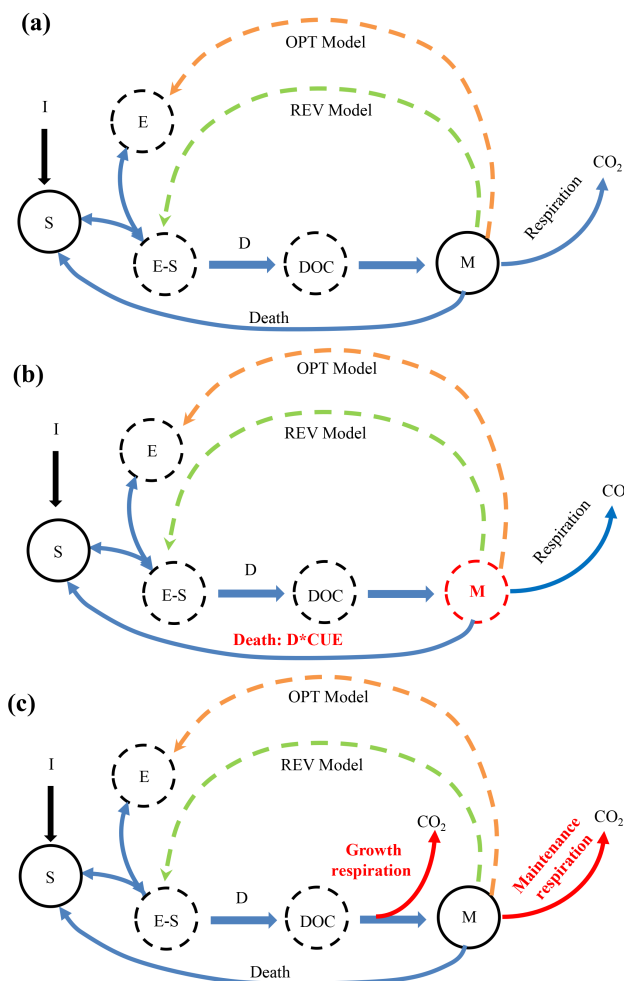 (a)
OPT Model
I
E
REV Model
CO2
S
Respiration
D
E-S
DOC
M
Death
(b)
OPT Model
I
E
REV Model
CO
S
Respiration
D
E-S
DOC
M
Death: D*CUE
(c)
OPT Model
I
E
REV Model
CO2
CO2
Growth
respiration
Maintenance
respiration
S
D
E-S
DOC
M
Death